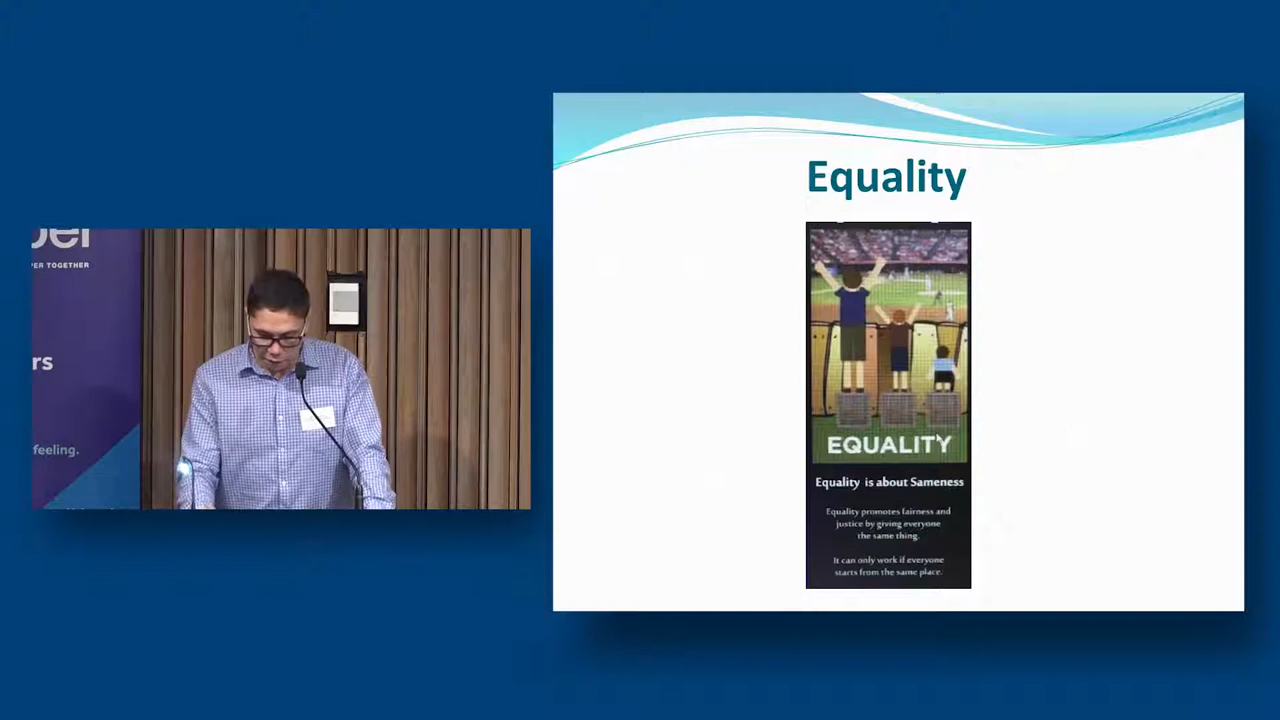 PER TOGETHER
rs
feeling.
Equality
EQUALITY
Equality is about Sameness
Equality promotes fairness and
justice by giving everyone
the same thing.
It can only work if everyone
starts from the same place.